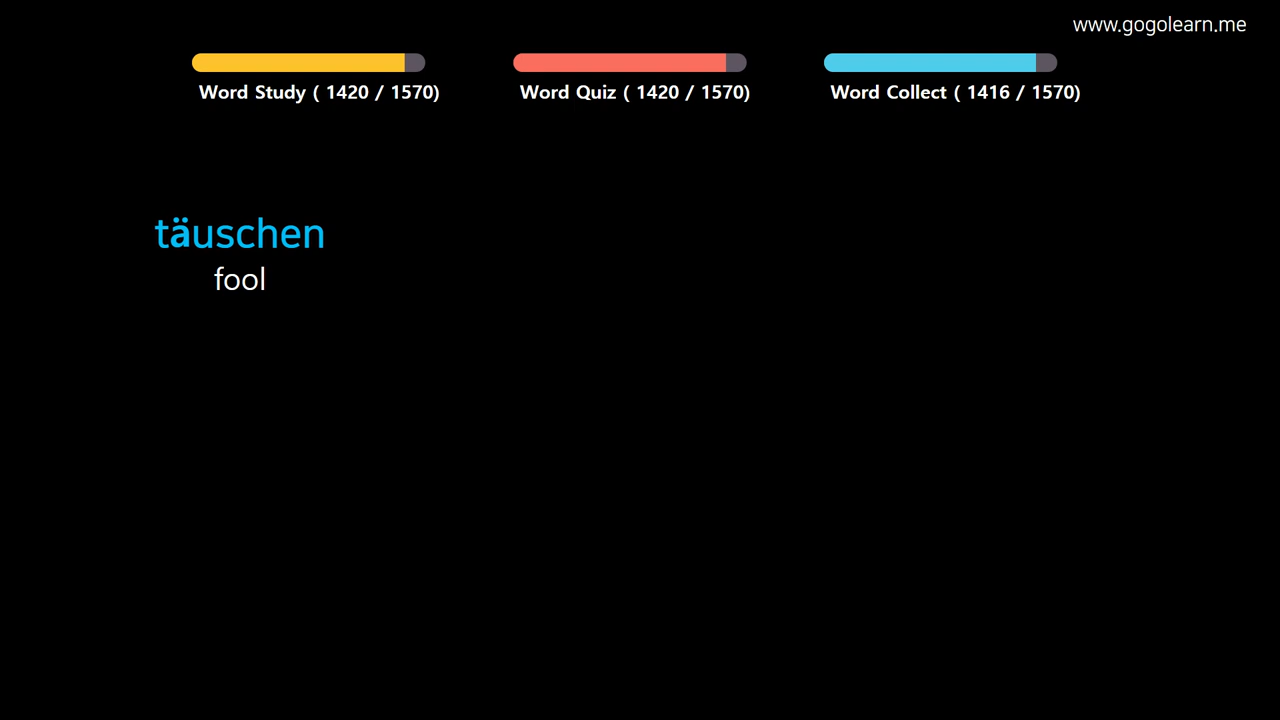 www.gogolearn.me
Word Study ( 1420 / 1570)
Word Quiz ( 1420 / 1570)
Word Collect ( 1416 / 1570)
täuschen
fool